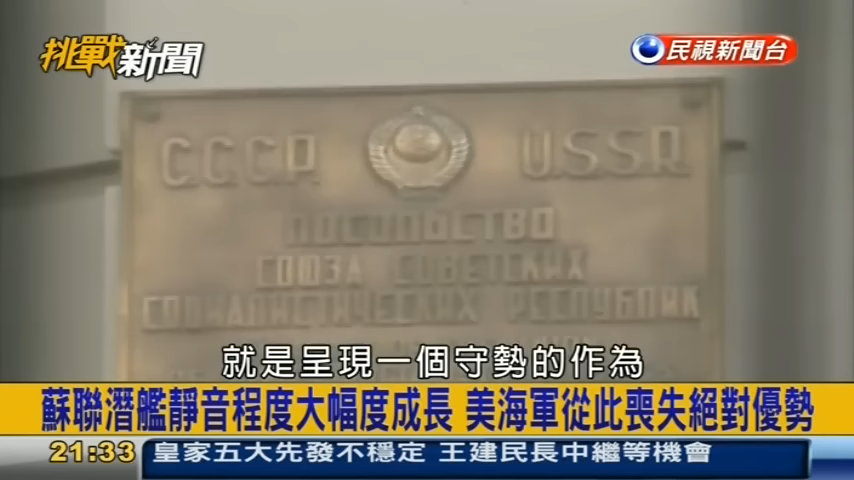 挑戰新聞
民視新聞台
С.С.С.Р.
U.S.S.R.
ПОСОЛЬСТВО
СОЮЗА СОВЕТСКИХ
СОЦИАЛИСТИЧЕСКИХ РЕСПУБЛИК
就是呈現一個守勢的作為
蘇聯潛艦靜音程度大幅度成長 美海軍從此喪失絕對優勢
21:33
皇家五大先發不穩定 王建民長中繼等機會